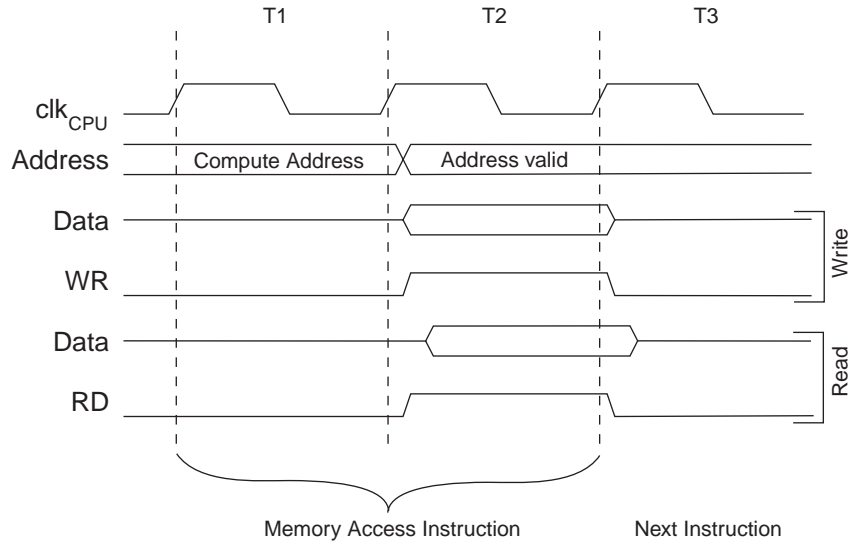 T1 T2 T3
clkCPU
Address Compute Address Address valid
Data
WR
Write
Data
RD
Read
Memory Access Instruction Next Instruction